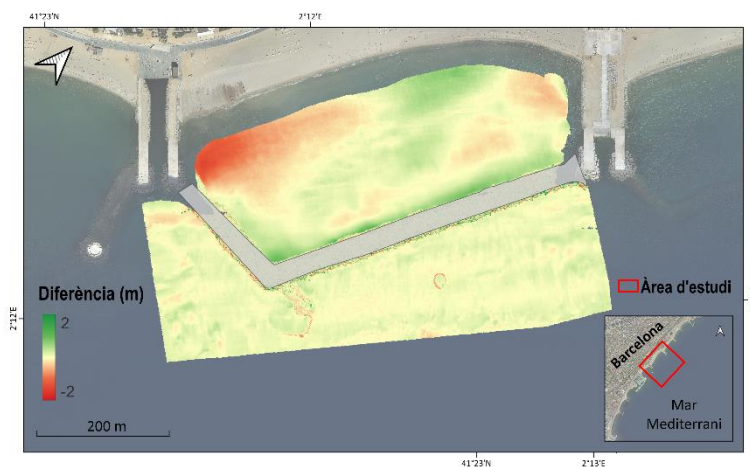 41°23'N
2°12'E
Diferència (m)
2
-2
Àrea d'estudi
2°12'E
Barcelona
Mar
Mediterrani
200 m
41°23'N
2°13'E